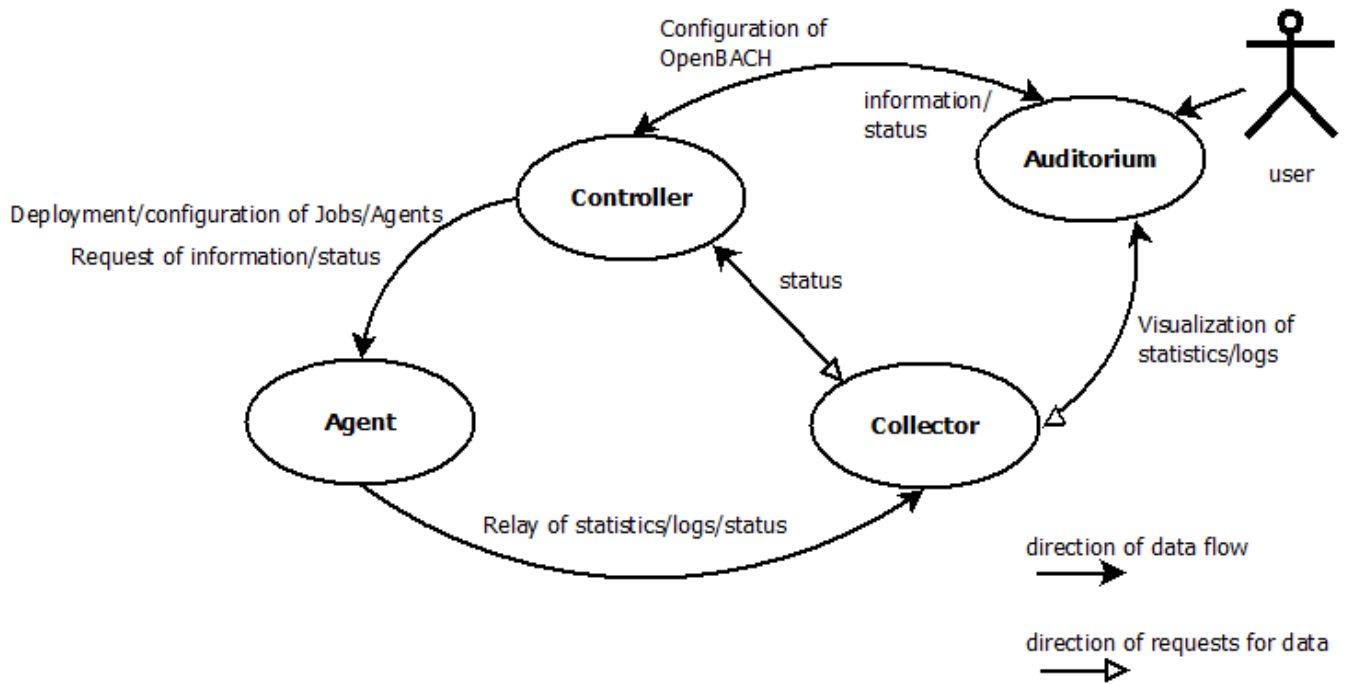 Configuration of
OpenBACH
information/
status
Auditorium
user
Controller
Deployment/configuration of Jobs/Agents
Request of information/status
status
Visualization of
statistics/logs
Agent
Collector
Relay of statistics/logs/status
direction of data flow
direction of requests for data